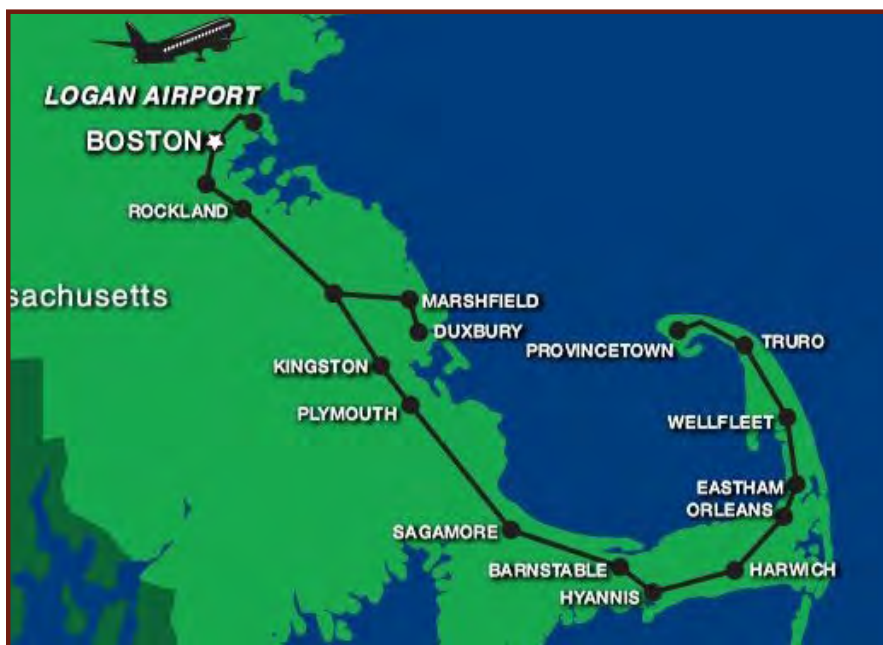 LOGAN AIRPORT
BOSTON
ROCKLAND
sachusetts
MARSHFIELD
DUXBURY
PROVINCETOWN
TRURO
KINGSTON
PLYMOUTH
WELLFLEET
EASTHAM
ORLEANS
SAGAMORE
BARNSTABLE
HARWICH
HYANNIS